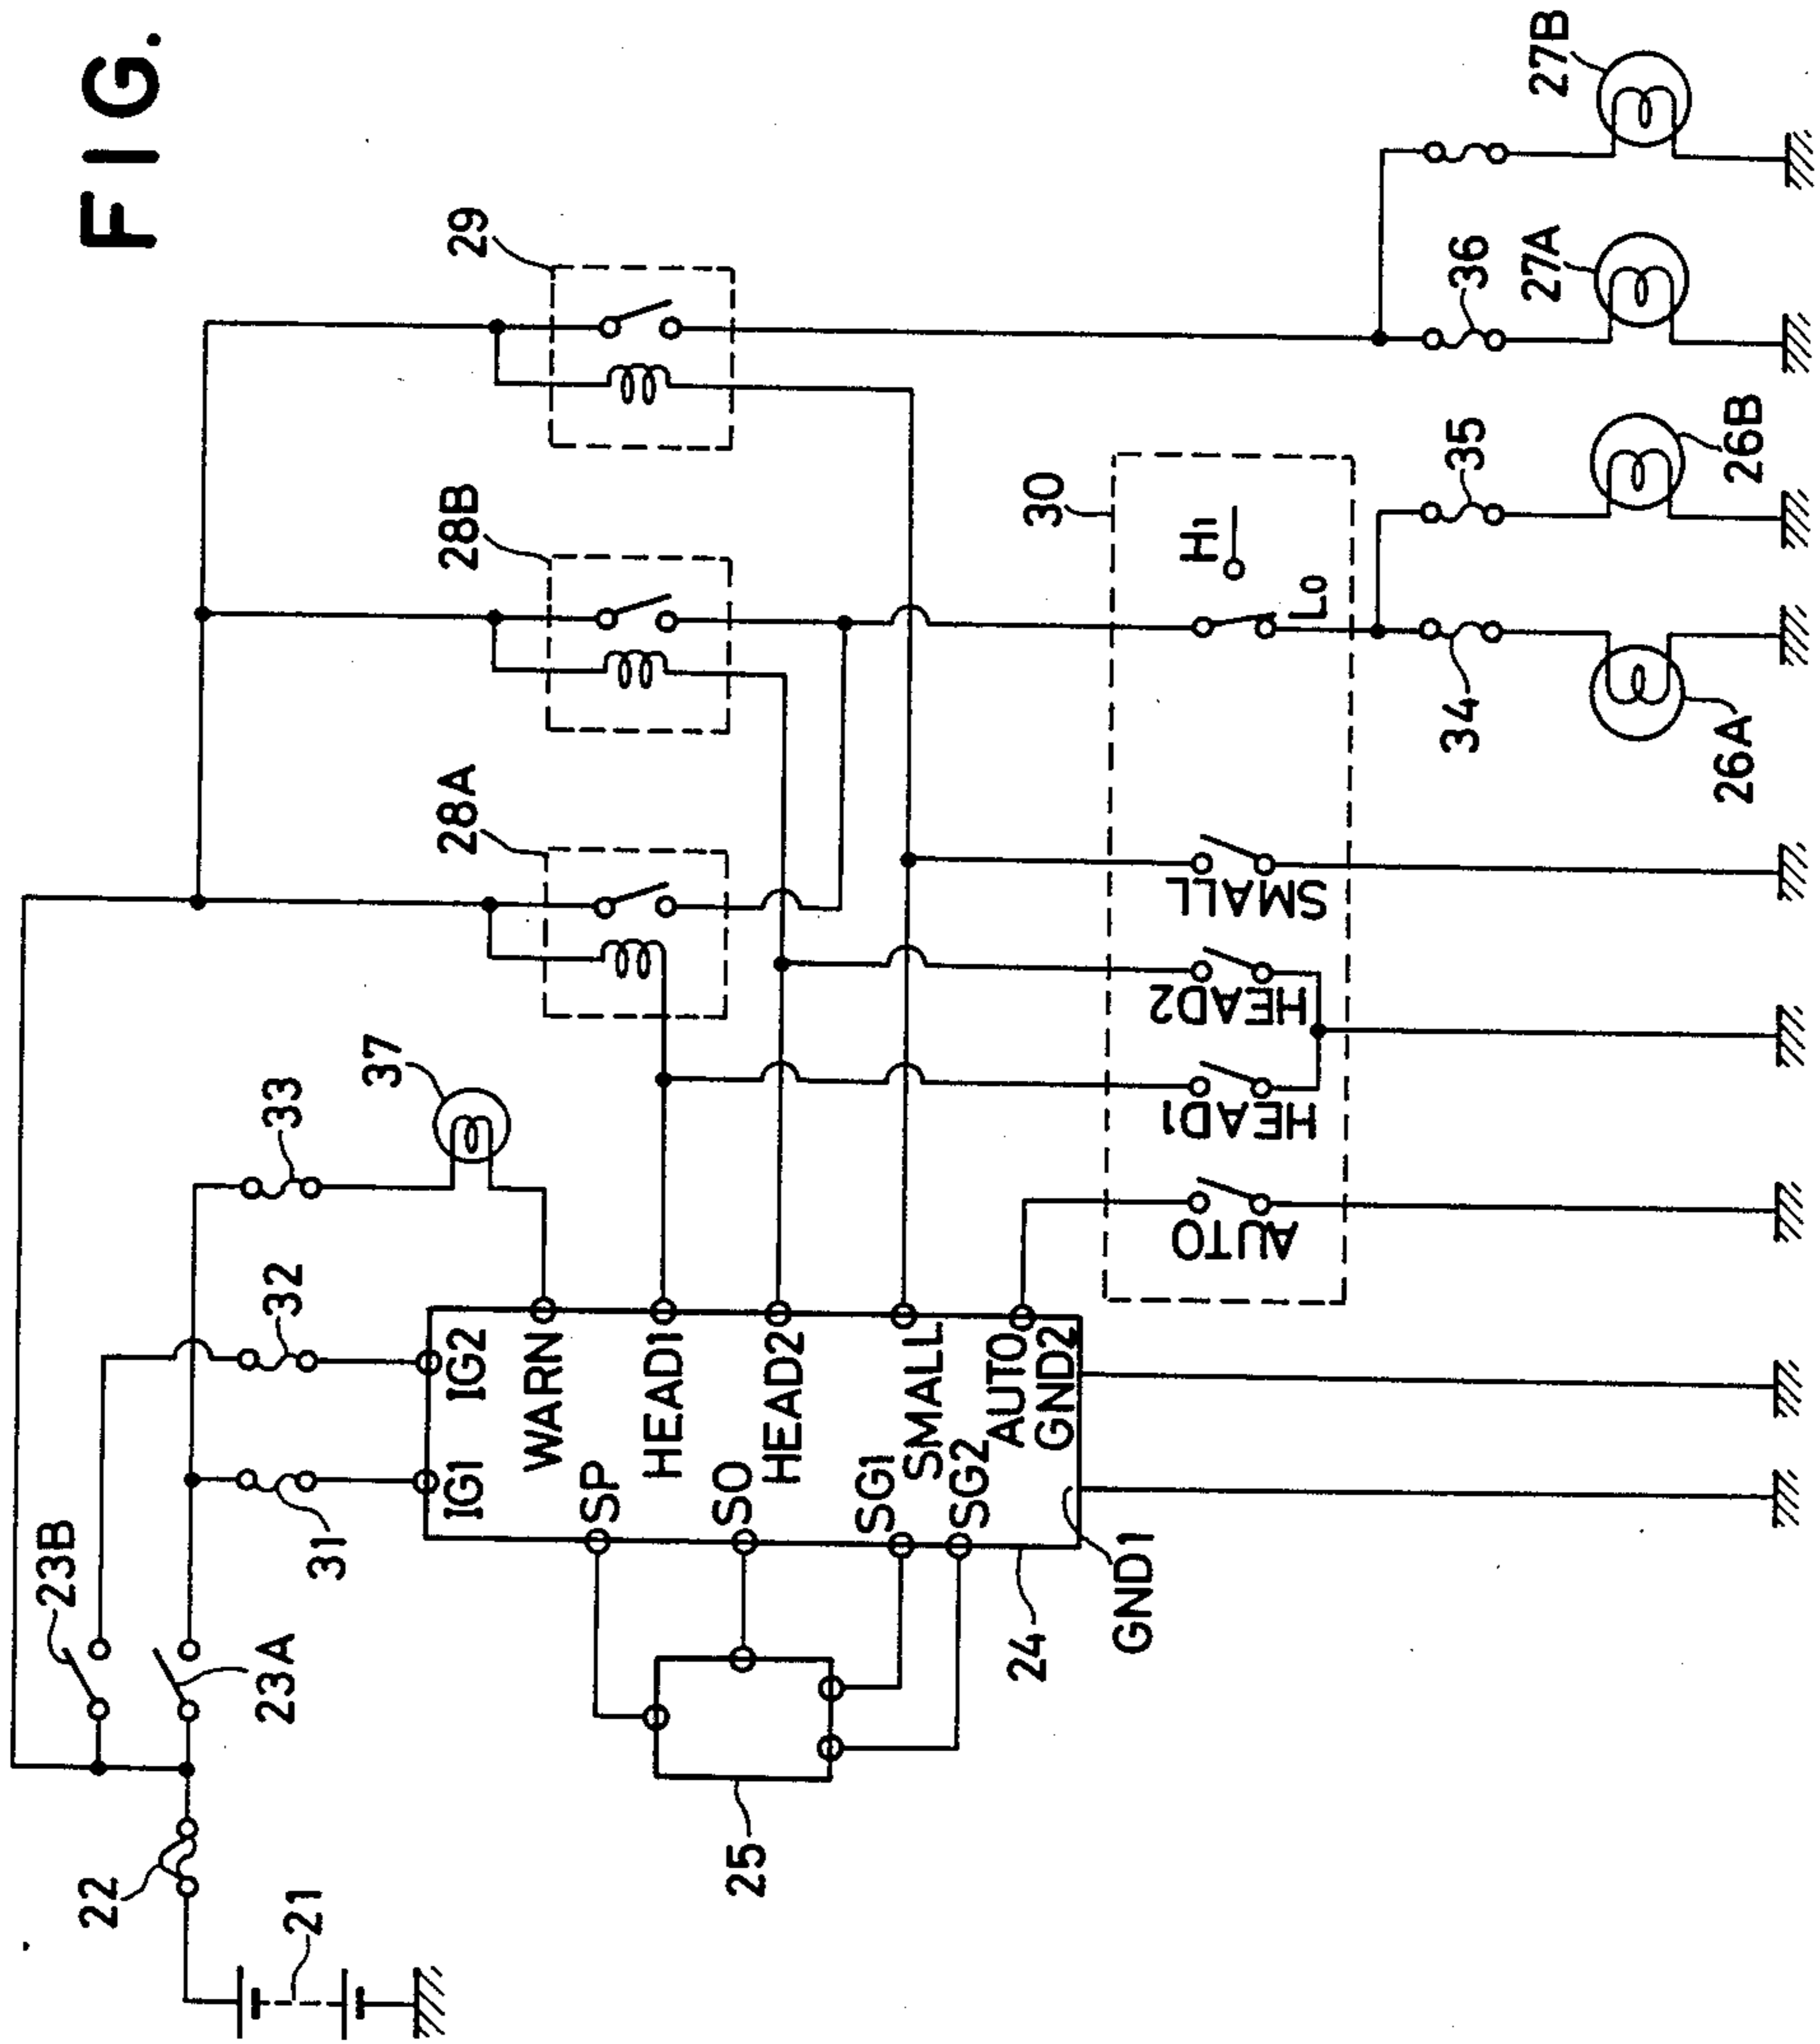 FIG.
23B
23A
22
21
31
32
33
37
28A
28B
29
IG1
IG2
WARN
HEAD1
HEAD2
SMALL
AUTO
GND2
SP
SO
SG1
SG2
GND1
24
25
30
AUTO
HEAD1
HEAD2
SMALL
Hi
Lo
34
35
36
26A
26B
27A
27B